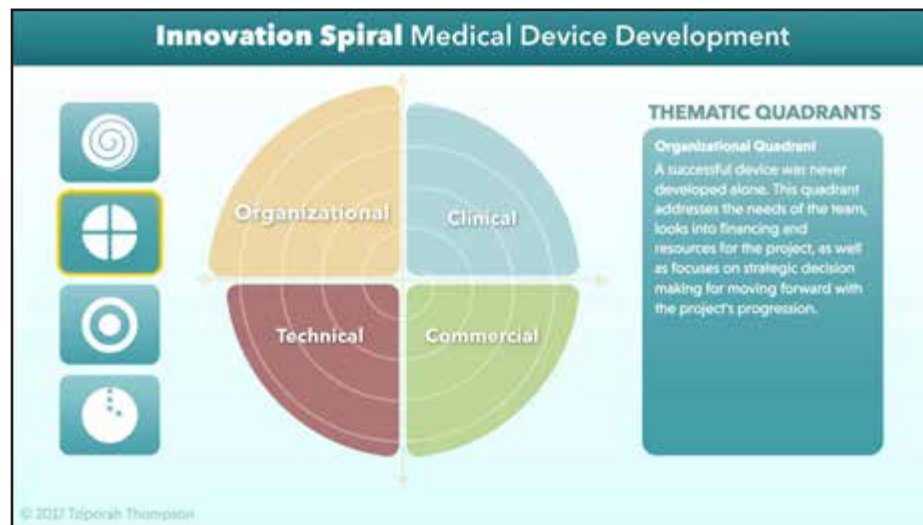 Innovation Spiral Medical Device Development
Organizational
Clinical
Technical
Commercial
THEMATIC QUADRANTS
Organizational Quadrant
A successful device was never
developed alone. This quadrant
addresses the needs of the team,
looks into financing and
resources for the project, as well
as focuses on strategic decision
making for moving forward with
the project's progression.
© 2017 Tziporah Thompson